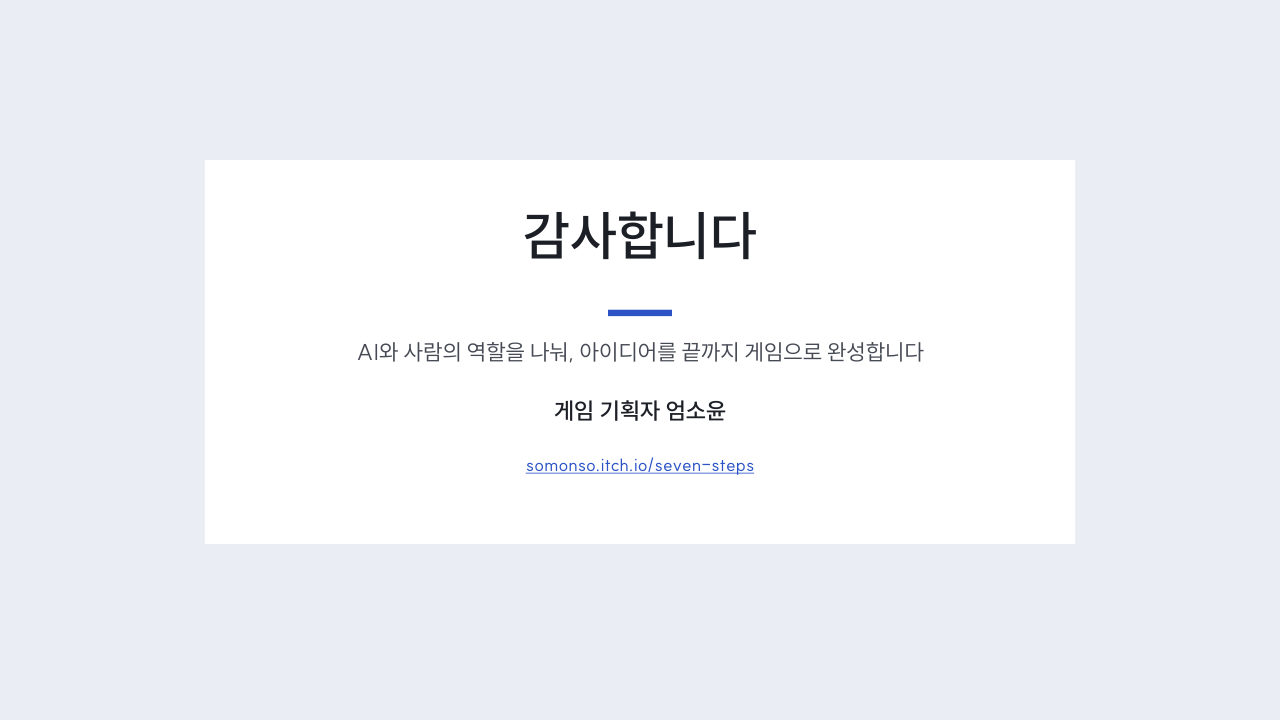 감사합니다
AI와 사람의 역할을 나눠, 아이디어를 끝까지 게임으로 완성합니다
게임 기획자 엄소윤
somonso.itch.io/seven-steps